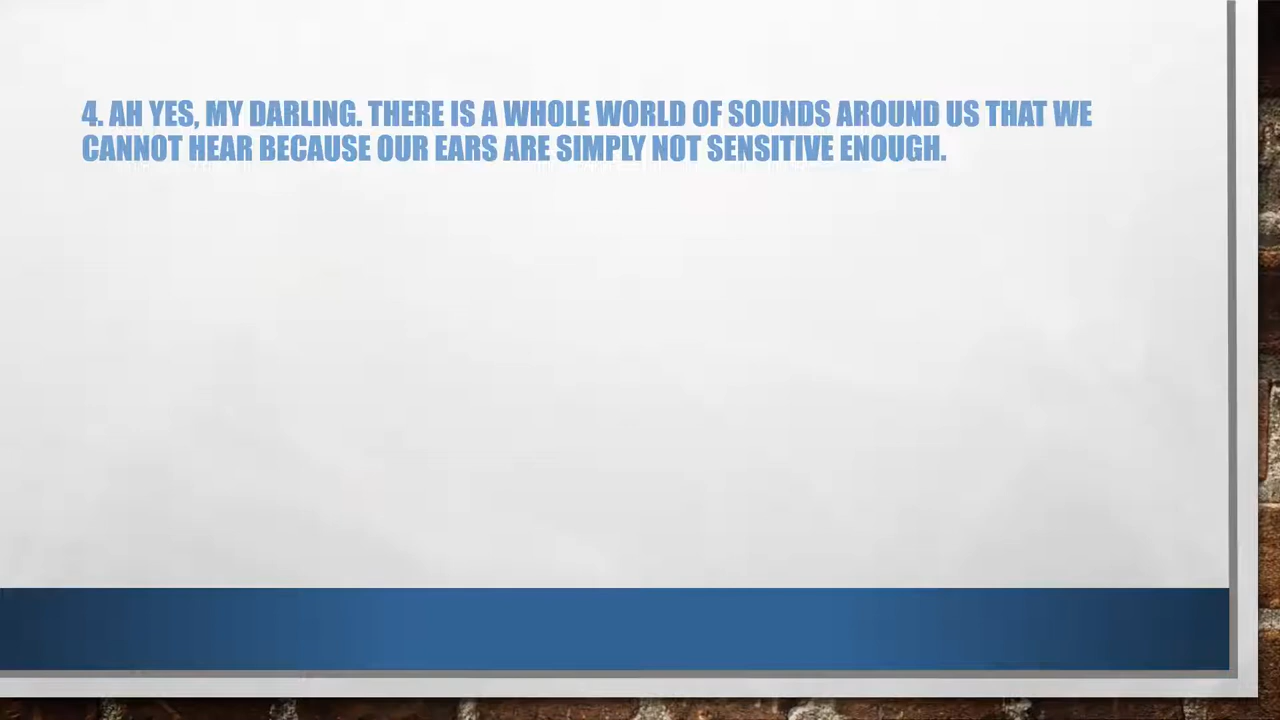 4. AH YES, MY DARLING. THERE IS A WHOLE WORLD OF SOUNDS AROUND US THAT WE
CANNOT HEAR BECAUSE OUR EARS ARE SIMPLY NOT SENSITIVE ENOUGH.